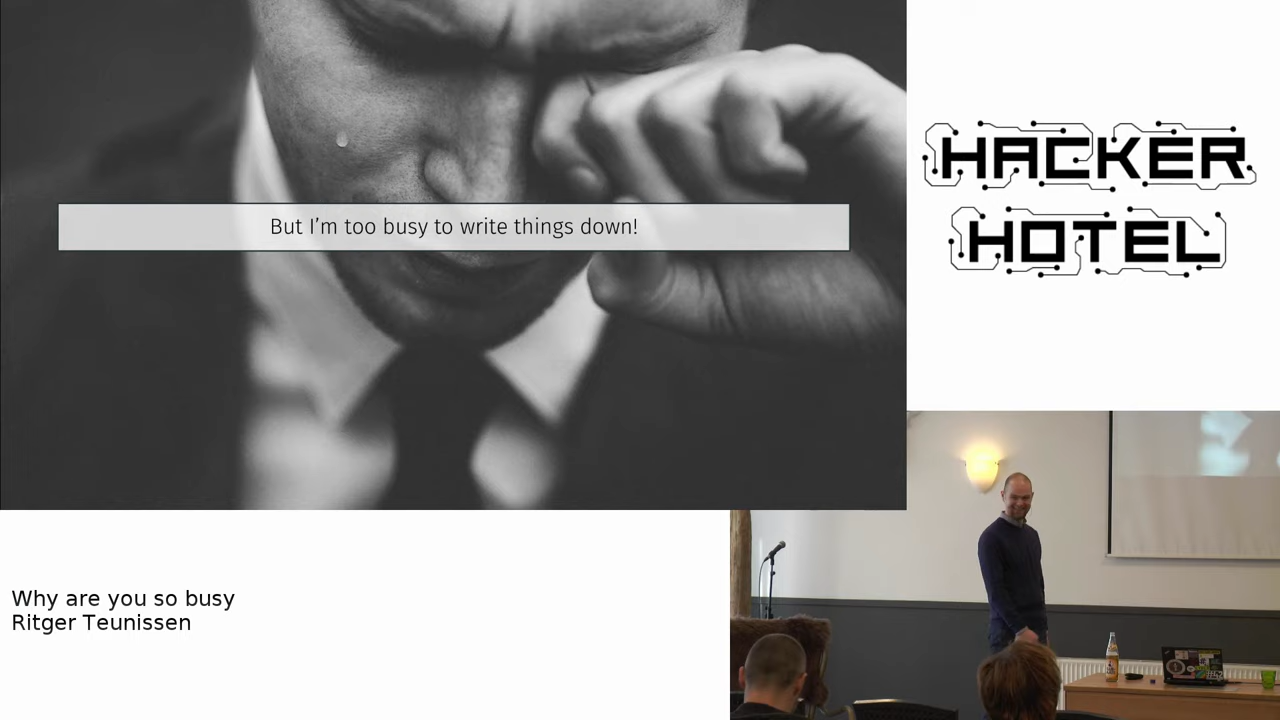 But I’m too busy to write things down!
HACKER
HOTEL
Why are you so busy
Ritger Teunissen